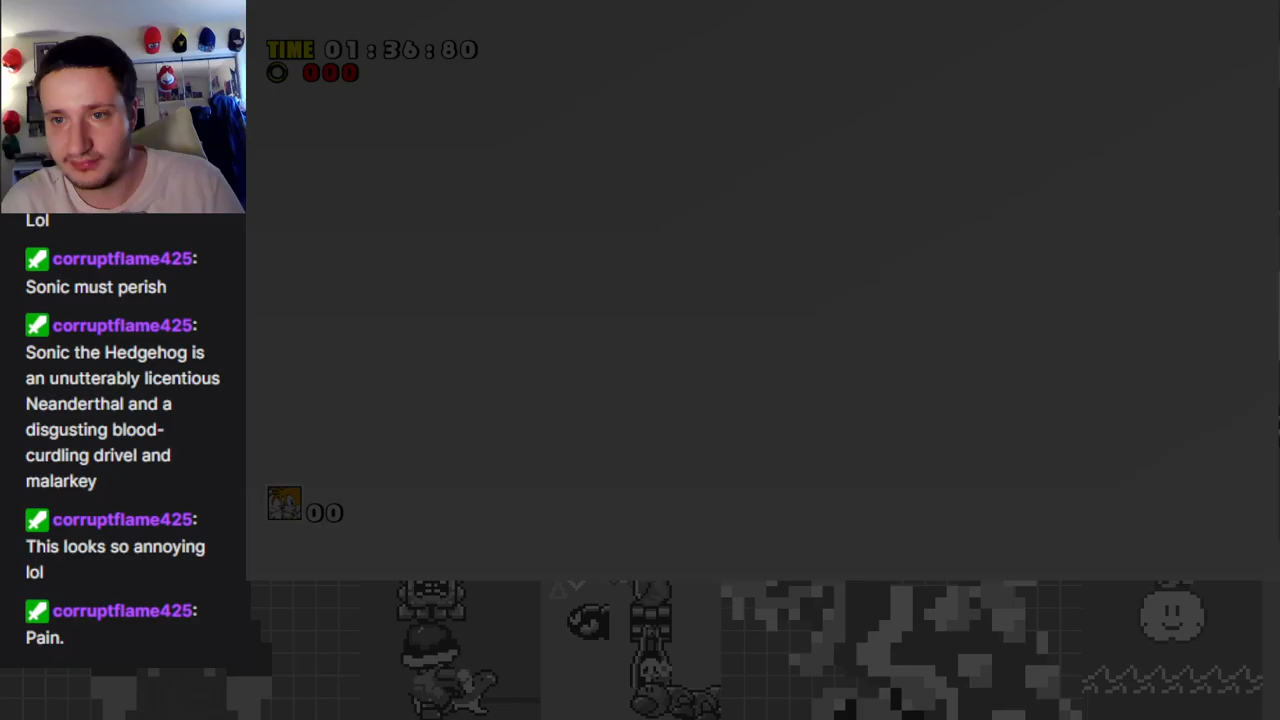 TIME 01:36:80
000
Lol
corruptflame425:
Sonic must perish
corruptflame425:
Sonic the Hedgehog is
an unutterably licentious
Neanderthal and a
disgusting blood-
curdling drivel and
malarkey
corruptflame425:
This looks so annoying
lol
corruptflame425:
Pain.
00